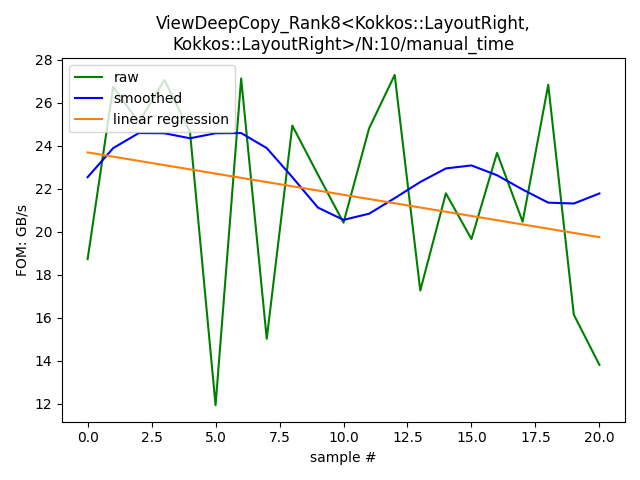 ViewDeepCopy_Rank8<Kokkos::LayoutRight,
Kokkos::LayoutRight>/N:10/manual_time
raw
smoothed
linear regression
FOM: GB/s
28
26
24
22
20
18
16
14
12
0.0
2.5
5.0
7.5
10.0
12.5
15.0
17.5
20.0
sample #